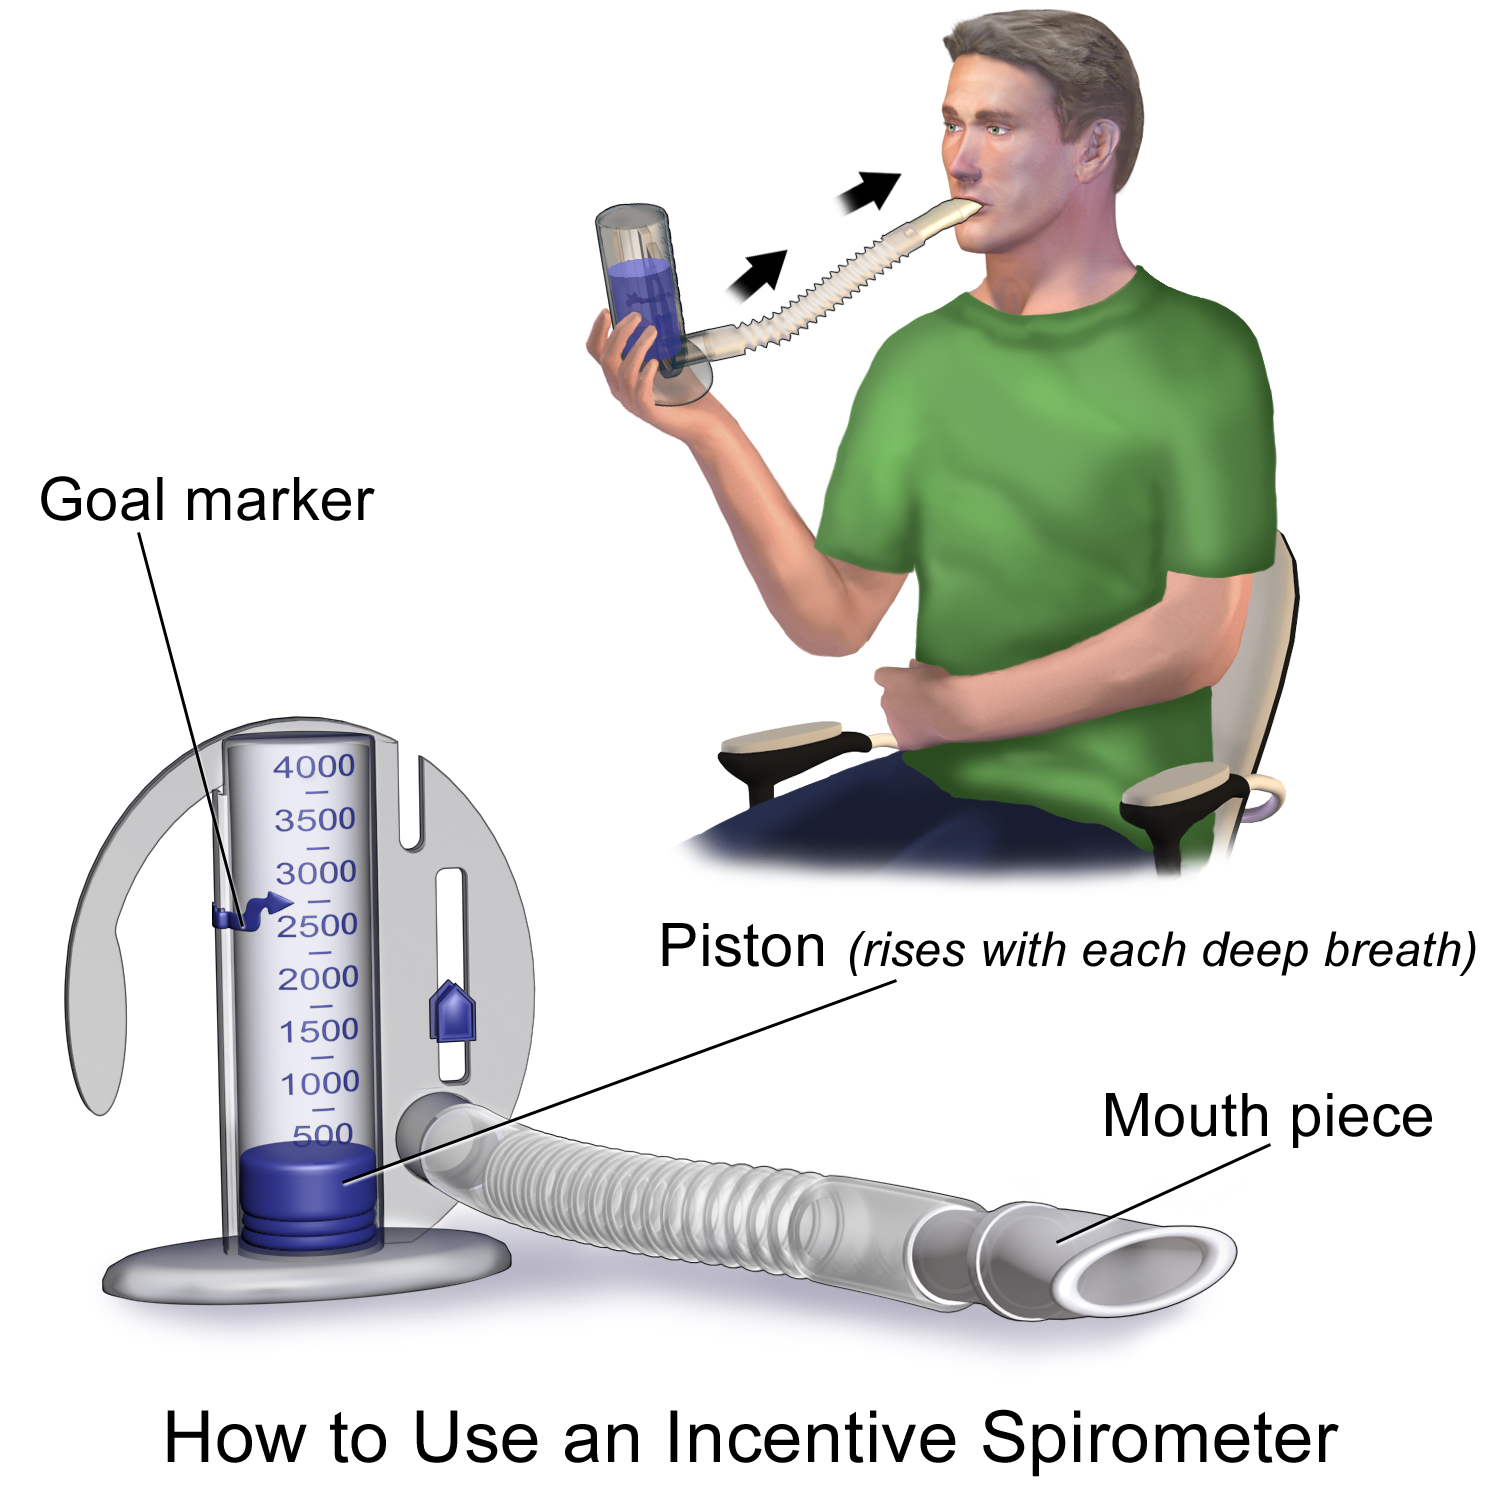 Goal marker
4000
3500
3000
2500
2000
1500
1000
500
Piston (rises with each deep breath)
Mouth piece
How to Use an Incentive Spirometer